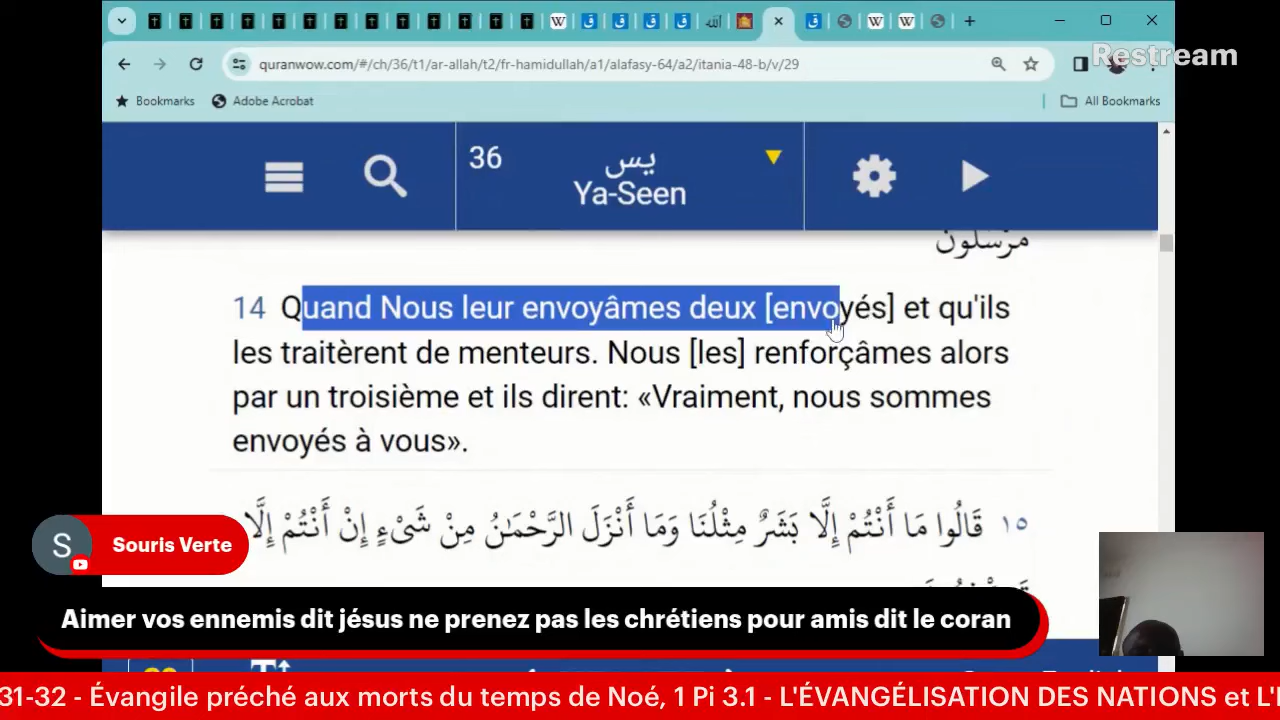 quranwow.com/#/ch/36/t1/ar-allah/t2/fr-hamidullah/a1/alafasy-64/a2/itania-48-b/v/29
Restream
Bookmarks
Adobe Acrobat
All Bookmarks
36
يس
Ya-Seen
مُّرْسَلُونَ
14 Quand Nous leur envoyâmes deux [envoyés] et qu'ils
les traitèrent de menteurs. Nous [les] renforçâmes alors
par un troisième et ils dirent: «Vraiment, nous sommes
envoyés à vous».
١٥ قَالُوا مَا أَنْتُمْ إِلَّا بَشَرٌ مِثْلُنَا وَمَا أَنْزَلَ الرَّحْمَٰنُ مِنْ شَيْءٍ إِنْ أَنْتُمْ إِلَّا
S
Souris Verte
Aimer vos ennemis dit jésus ne prenez pas les chrétiens pour amis dit le coran
31-32 - Évangile préché aux morts du temps de Noé, 1 Pi 3.1 - L'ÉVANGÉLISATION DES NATIONS et L'